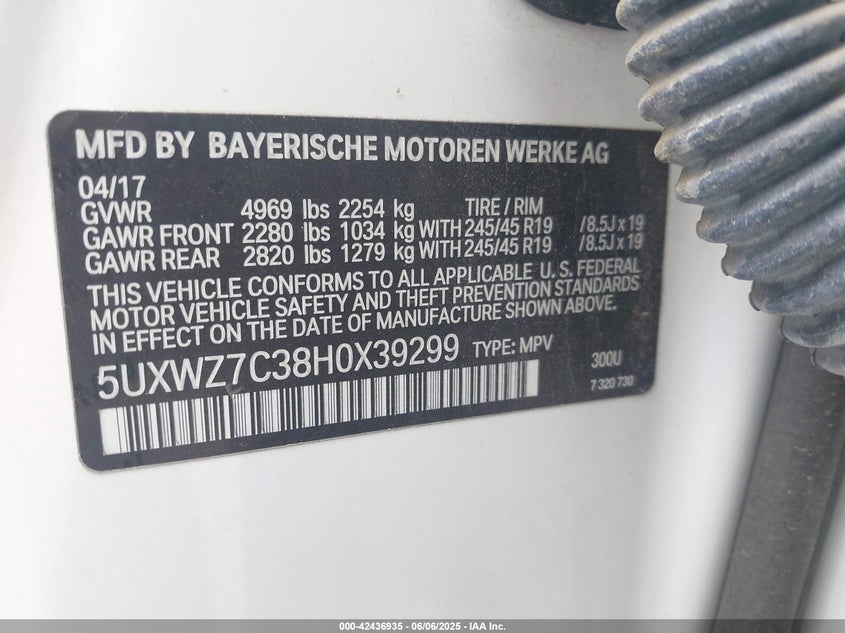 MFD BY BAYERISCHE MOTOREN WERKE AG
04/17
GVWR 4969 lbs 2254 kg TIRE / RIM
GAWR FRONT 2280 lbs 1034 kg WITH 245/45 R19 /8.5J x 19
GAWR REAR 2820 lbs 1279 kg WITH 245/45 R19 /8.5J x 19
THIS VEHICLE CONFORMS TO ALL APPLICABLE U.S. FEDERAL
MOTOR VEHICLE SAFETY AND THEFT PREVENTION STANDARDS
IN EFFECT ON THE DATE OF MANUFACTURE SHOWN ABOVE.
5UXWZ7C38H0X39299 TYPE: MPV 300U
7 320 730
000-42436935 - 06/06/2025 - IAA Inc.